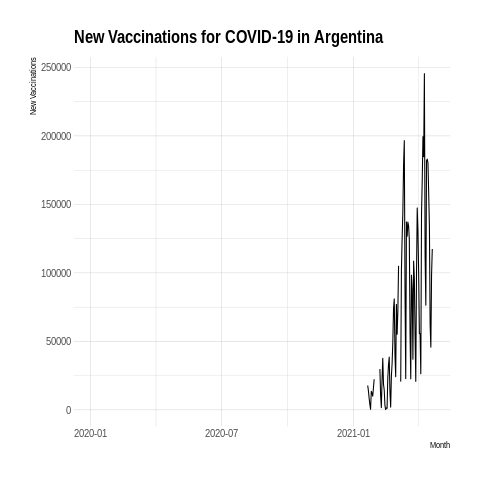 New Vaccinations for COVID-19 in Argentina
New Vaccinations
250000
200000
150000
100000
50000
0
2020-01 2020-07 2021-01
Month